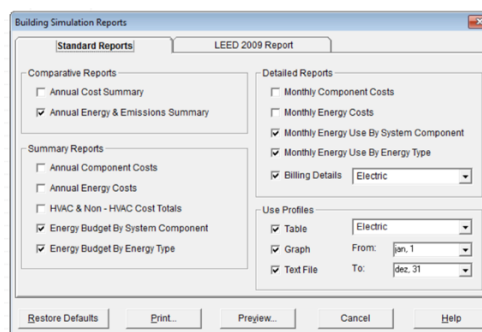 Building Simulation Reports
Standard Reports
LEED 2009 Report
Comparative Reports
Annual Cost Summary
Annual Energy & Emissions Summary
Summary Reports
Annual Component Costs
Annual Energy Costs
HVAC & Non - HVAC Cost Totals
Energy Budget By System Component
Energy Budget By Energy Type
Detailed Reports
Monthly Component Costs
Monthly Energy Costs
Monthly Energy Use By System Component
Monthly Energy Use By Energy Type
Billing Details Electric
Use Profiles
Table Electric
Graph From: jan, 1
Text File To: dez, 31
Restore Defaults Print... Preview... Cancel Help